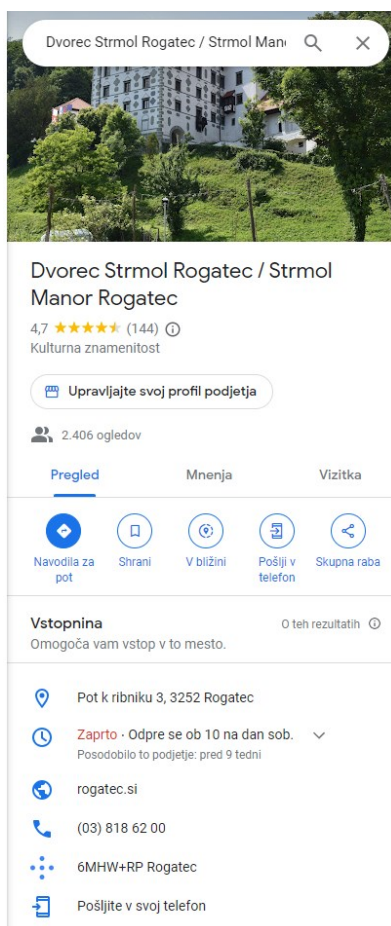 Dvorec Strmol Rogatec / Strmol Man
Dvorec Strmol Rogatec / Strmol
Manor Rogatec
4,7 (144)
Kulturna znamenitost
Upravljajte svoj profil podjetja
2.406 ogledov
Pregled Mnenja Vizitka
Navodila za pot Shrani V bližini Pošlji v telefon Skupna raba
Vstopnina O teh rezultatih
Omogoča vam vstop v to mesto.
Pot k ribniku 3, 3252 Rogatec
Zaprto · Odpre se ob 10 na dan sob.
Posodobilo to podjetje: pred 9 tedni
rogatec.si
(03) 818 62 00
6MHW+RP Rogatec
Pošljite v svoj telefon